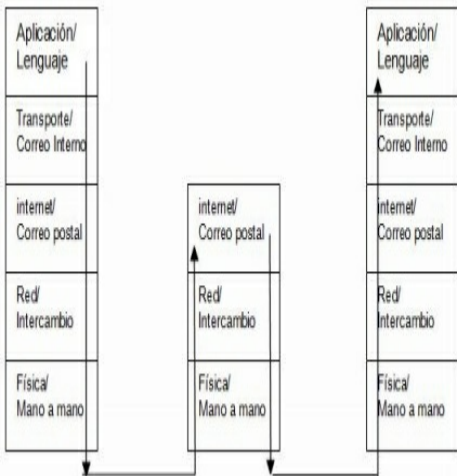 Aplicación/
Lenguaje
Transporte/
Correo Interno
internet/
Correo postal
Red/
Intercambio
Física/
Mano a mano
internet/
Correo postal
Red/
Intercambio
Física/
Mano a mano
Aplicación/
Lenguaje
Transporte/
Correo Interno
internet/
Correo postal
Red/
Intercambio
Física/
Mano a mano